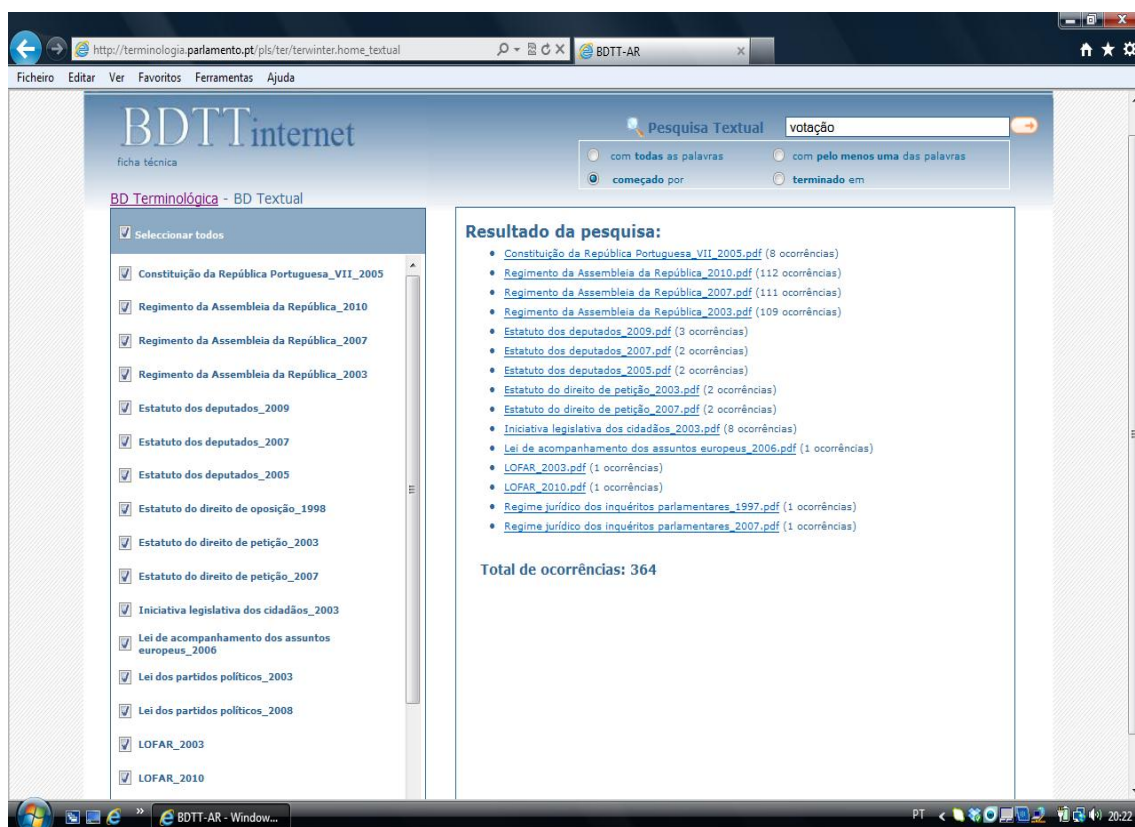 http://terminologia.parlamento.pt/pls/ter/terwinter.home_textual
BDTT-AR
Ficheiro Editar Ver Favoritos Ferramentas Ajuda
BDTTinternet
ficha técnica
Pesquisa Textual votação
com todas as palavras com pelo menos uma das palavras
começado por terminado em
BD Terminológica - BD Textual
Seleccionar todos
Constituição da República Portuguesa_VII_2005
Regimento da Assembleia da República_2010
Regimento da Assembleia da República_2007
Regimento da Assembleia da República_2003
Estatuto dos deputados_2009
Estatuto dos deputados_2007
Estatuto dos deputados_2005
Estatuto do direito de oposição_1998
Estatuto do direito de petição_2003
Estatuto do direito de petição_2007
Iniciativa legislativa dos cidadãos_2003
Lei de acompanhamento dos assuntos
europeus_2006
Lei dos partidos políticos_2003
Lei dos partidos políticos_2008
LOFAR_2003
LOFAR_2010
Resultado da pesquisa:
Constituição da República Portuguesa_VII_2005.pdf (8 ocorrências)
Regimento da Assembleia da República_2010.pdf (112 ocorrências)
Regimento da Assembleia da República_2007.pdf (111 ocorrências)
Regimento da Assembleia da República_2003.pdf (109 ocorrências)
Estatuto dos deputados_2009.pdf (3 ocorrências)
Estatuto dos deputados_2007.pdf (2 ocorrências)
Estatuto dos deputados_2005.pdf (2 ocorrências)
Estatuto do direito de petição_2003.pdf (2 ocorrências)
Estatuto do direito de petição_2007.pdf (2 ocorrências)
Iniciativa legislativa dos cidadãos_2003.pdf (8 ocorrências)
Lei de acompanhamento dos assuntos europeus_2006.pdf (1 ocorrências)
LOFAR_2003.pdf (1 ocorrências)
LOFAR_2010.pdf (1 ocorrências)
Regime jurídico dos inquéritos parlamentares_1997.pdf (1 ocorrências)
Regime jurídico dos inquéritos parlamentares_2007.pdf (1 ocorrências)
Total de ocorrências: 364
BDTT-AR - Window...
PT
20:22